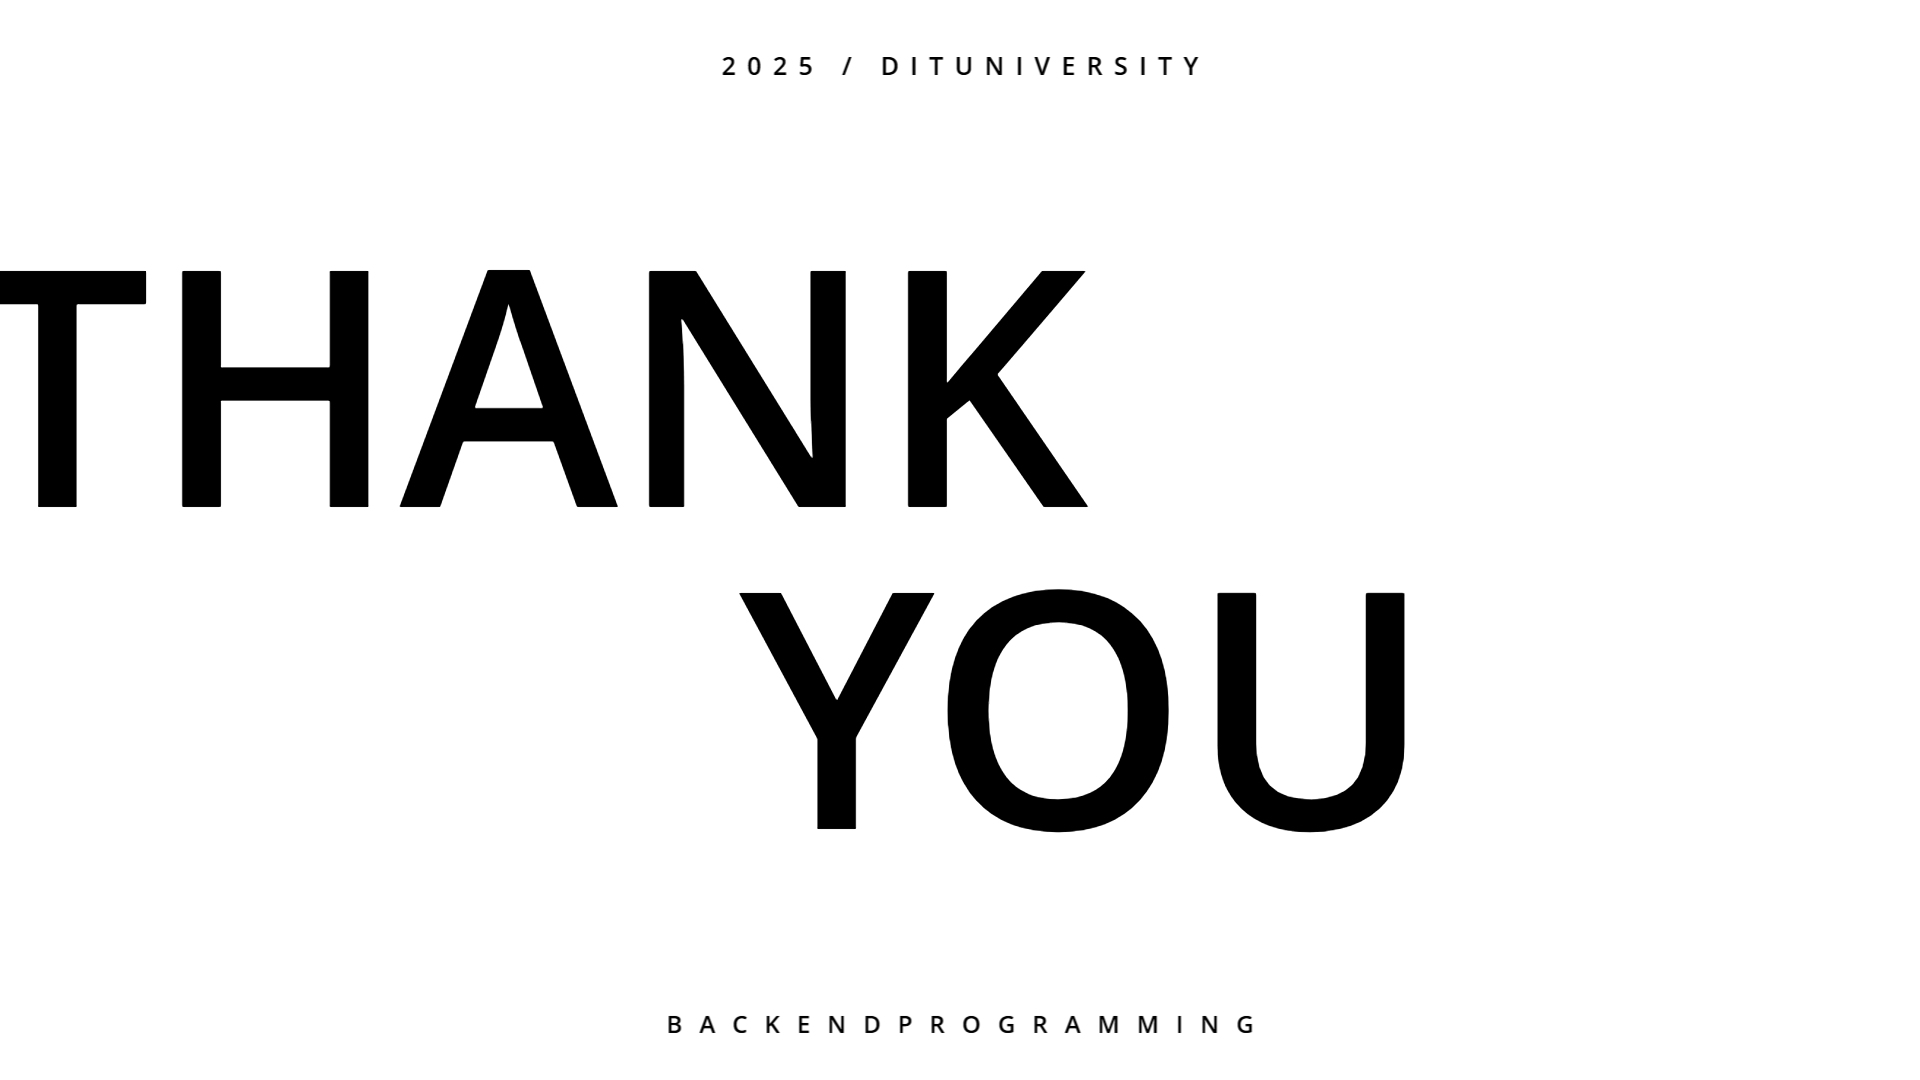 2025 / DITUNIVERSITY
THANK
YOU
BACKENDPROGRAMMING